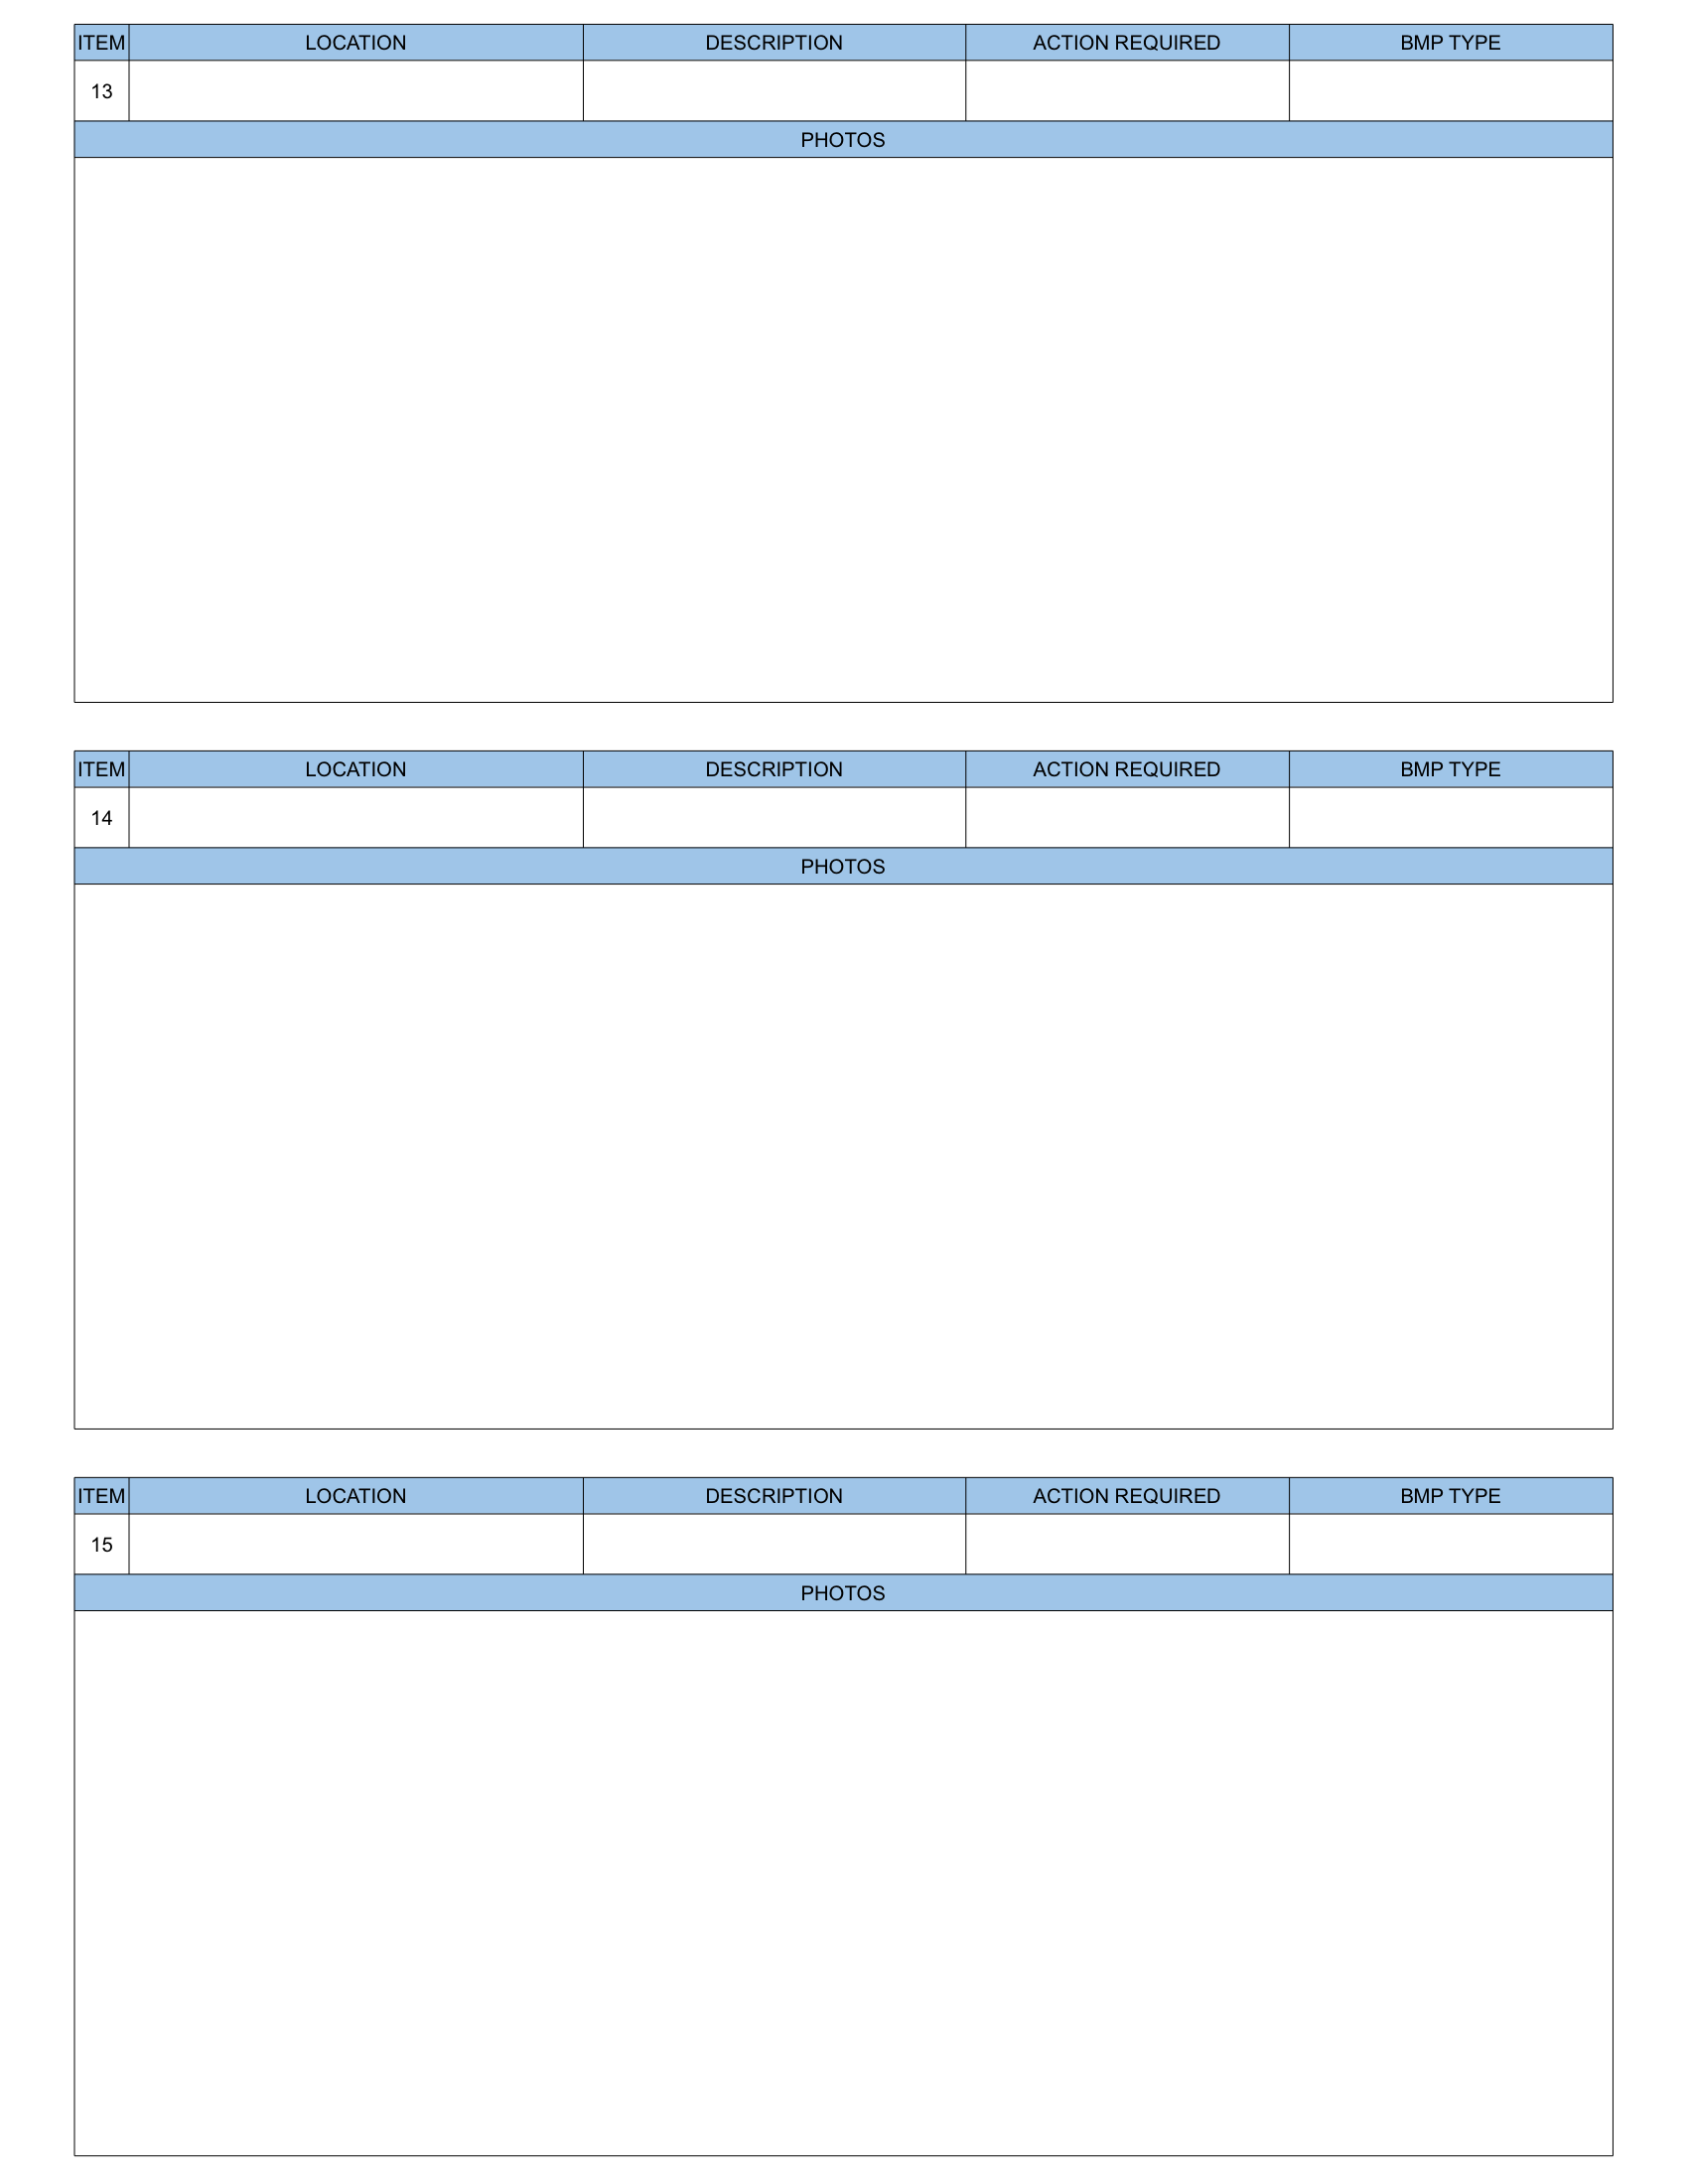 ITEM LOCATION DESCRIPTION ACTION REQUIRED BMP TYPE
13
PHOTOS
ITEM LOCATION DESCRIPTION ACTION REQUIRED BMP TYPE
14
PHOTOS
ITEM LOCATION DESCRIPTION ACTION REQUIRED BMP TYPE
15
PHOTOS